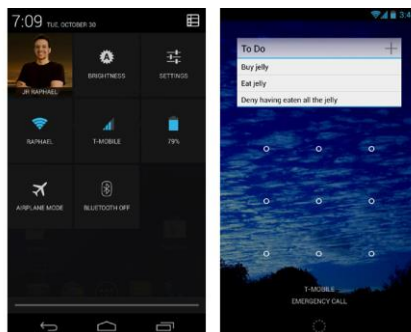 7:09 TUE, OCTOBER 30
JR RAPHAEL
BRIGHTNESS
SETTINGS
RAPHAEL
T-MOBILE
79%
AIRPLANE MODE
BLUETOOTH OFF
To Do
Buy jelly
Eat jelly
Deny having eaten all the jelly
T-MOBILE
EMERGENCY CALL